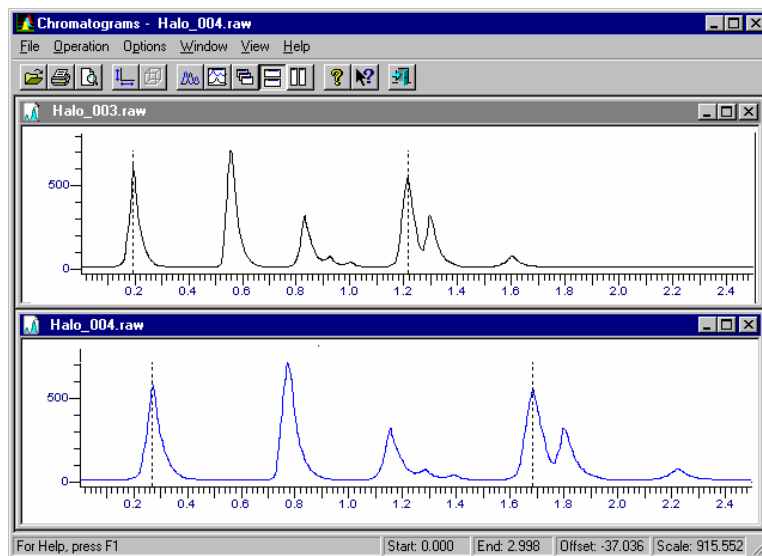 Chromatograms - Halo_004.raw
File Operation Options Window View Help
Halo_003.raw
500
0
0.2 0.4 0.6 0.8 1.0 1.2 1.4 1.6 1.8 2.0 2.2 2.4
Halo_004.raw
500
0
0.2 0.4 0.6 0.8 1.0 1.2 1.4 1.6 1.8 2.0 2.2 2.4
For Help, press F1 Start: 0.000 End: 2.998 Offset: -37.036 Scale: 915.552